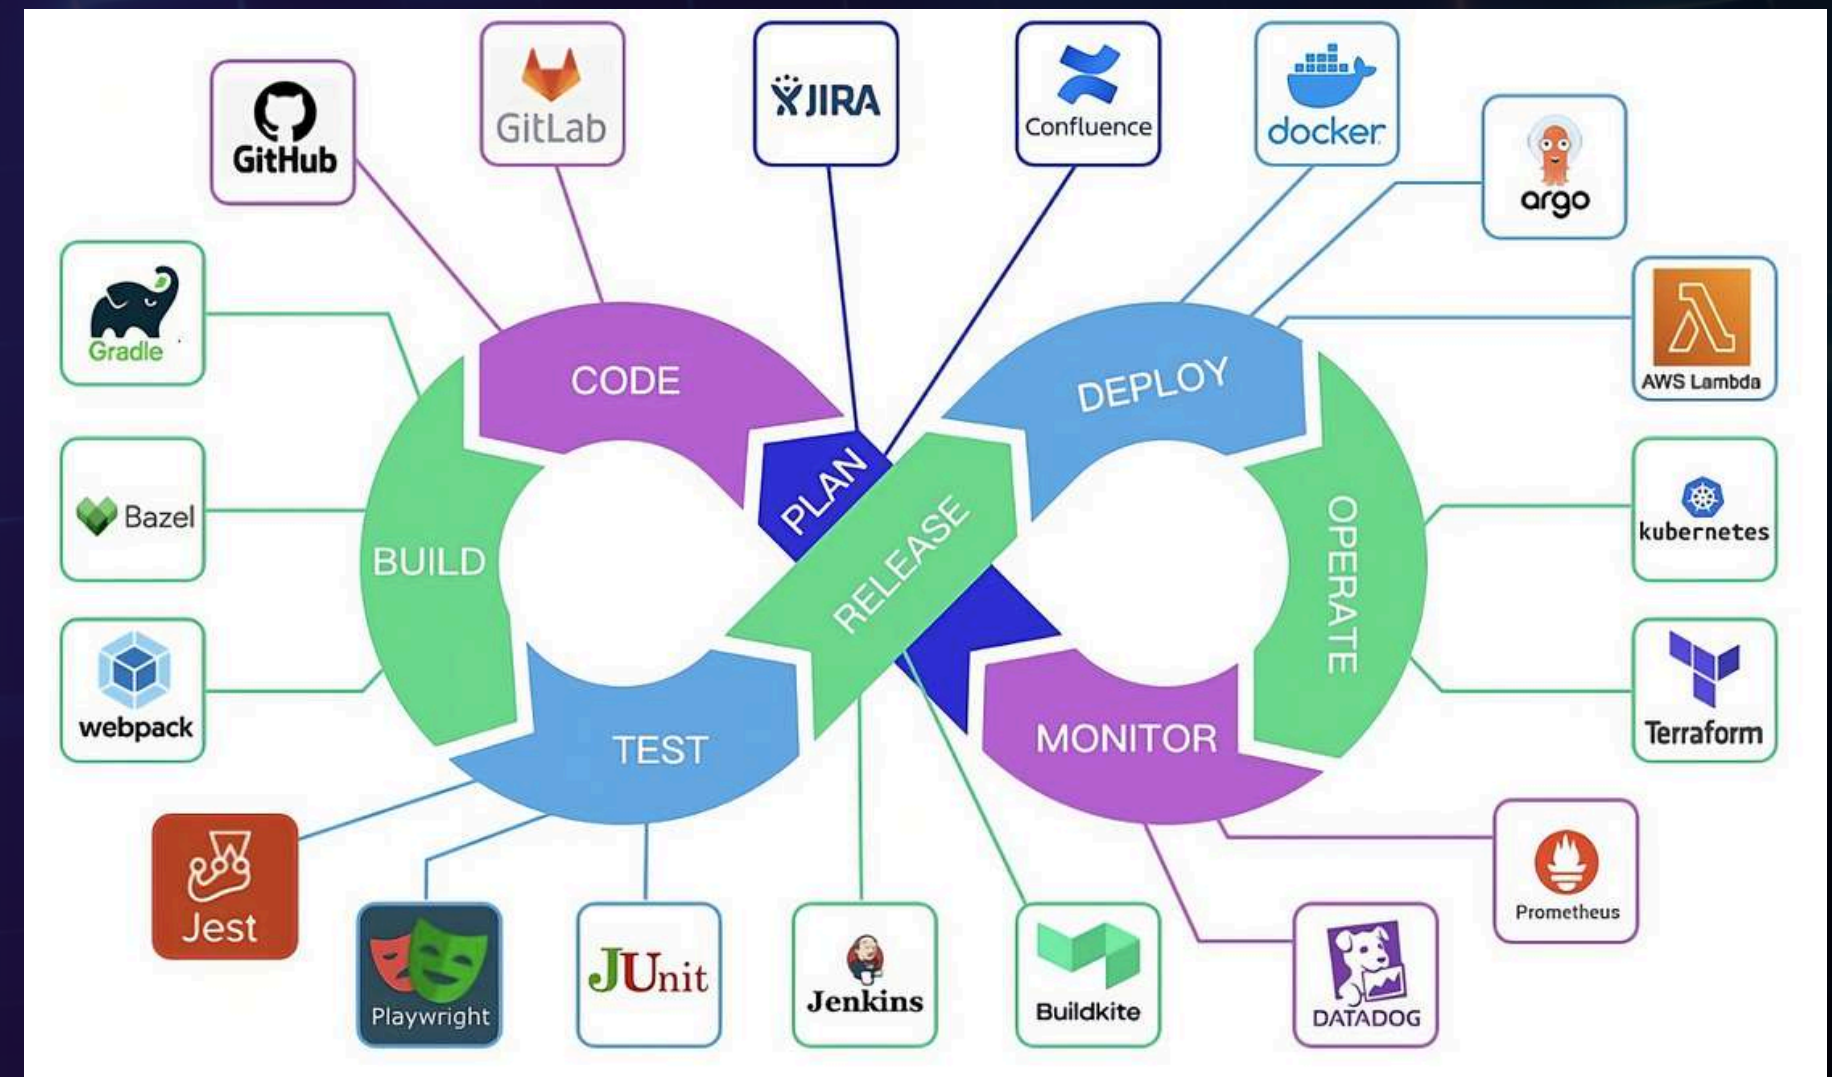 GitHub
GitLab
JIRA
Confluence
docker
argo
Gradle
AWS Lambda
CODE
DEPLOY
PLAN
Bazel
BUILD
RELEASE
OPERATE
kubernetes
webpack
TEST
MONITOR
Terraform
Jest
Playwright
JUnit
Jenkins
Buildkite
DATADOG
Prometheus